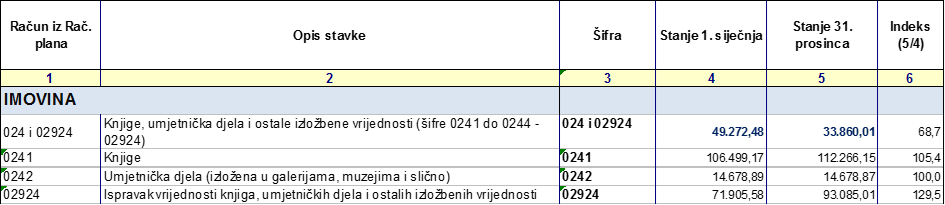 Račun iz Rač. plana Opis stavke Šifra Stanje 1. siječnja Stanje 31. prosinca Indeks (5/4)
1 2 3 4 5 6
IMOVINA
024 i 02924 Knjige, umjetnička djela i ostale izložbene vrijednosti (šifre 0241 do 0244 - 02924) 024 i 02924 49.272,48 33.860,01 68,7
0241 Knjige 0241 106.499,17 112.266,15 105,4
0242 Umjetnička djela (izložena u galerijama, muzejima i slično) 0242 14.678,89 14.678,87 100,0
02924 Ispravak vrijednosti knjiga, umjetničkih djela i ostalih izložbenih vrijednosti 02924 71.905,58 93.085,01 129,5